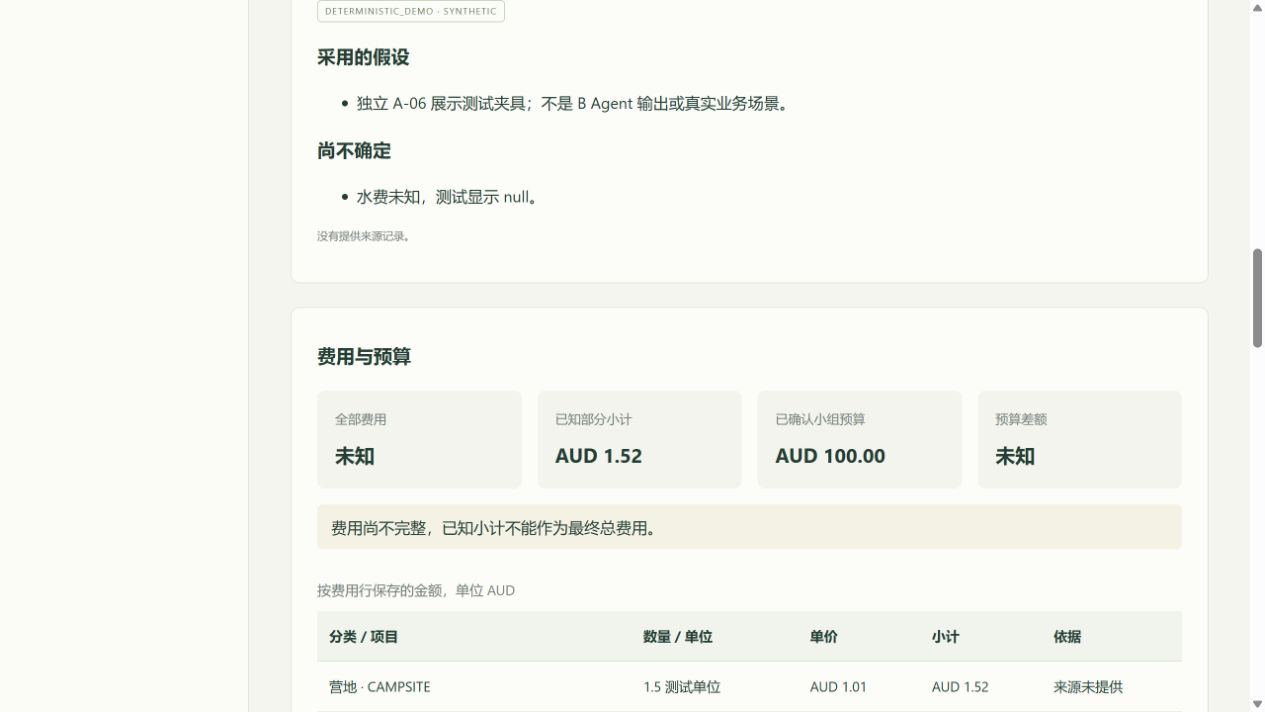 DETERMINISTIC_DEMO · SYNTHETIC
采用的假设
• 独立 A-06 展示测试夹具；不是 B Agent 输出或真实业务场景。
尚不确定
• 水费未知，测试显示 null。
没有提供来源记录。
费用与预算
全部费用 已知部分小计 已确认小组预算 预算差额
未知 AUD 1.52 AUD 100.00 未知
费用尚不完整，已知小计不能作为最终总费用。
按费用行保存的金额，单位 AUD
分类 / 项目 数量 / 单位 单价 小计 依据
营地 · CAMPSITE 1.5 测试单位 AUD 1.01 AUD 1.52 来源未提供